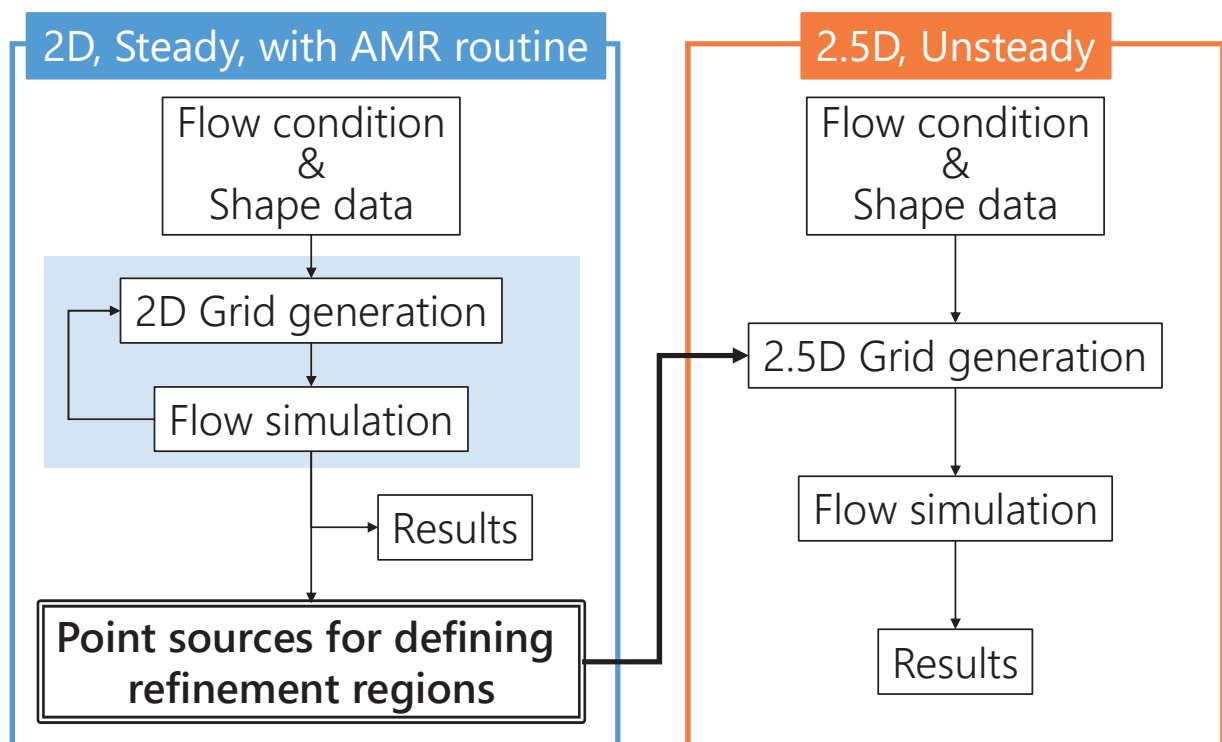 2D, Steady, with AMR routine
Flow condition
&
Shape data
2D Grid generation
Flow simulation
Results
Point sources for defining
refinement regions
2.5D, Unsteady
Flow condition
&
Shape data
2.5D Grid generation
Flow simulation
Results